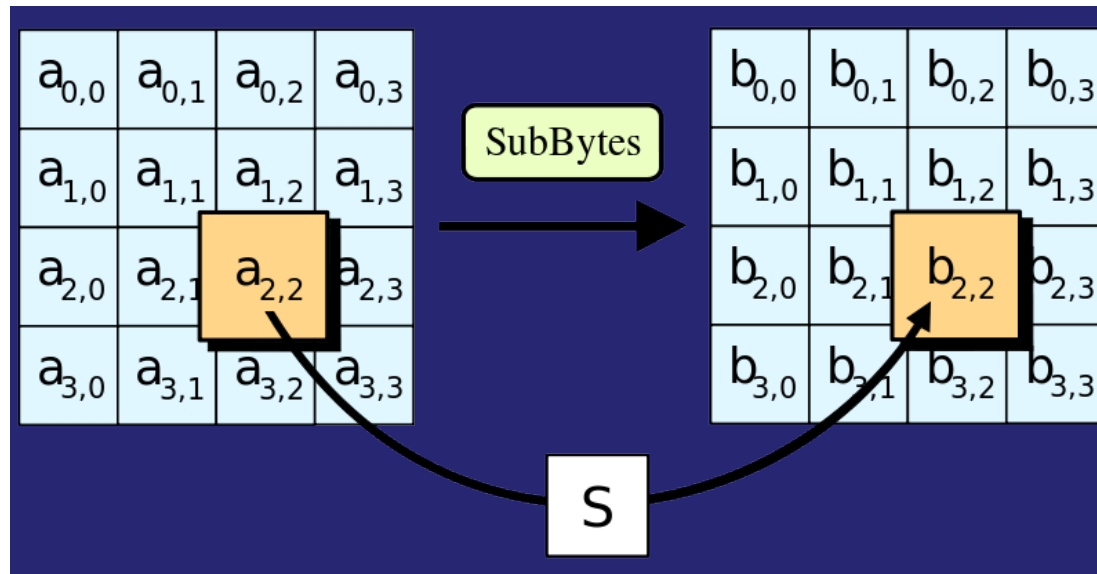 a0,0 a0,1 a0,2 a0,3
a1,0 a1,1 a1,2 a1,3
a2,0 a2,1 a2,2 a2,3
a3,0 a3,1 a3,2 a3,3
SubBytes
b0,0 b0,1 b0,2 b0,3
b1,0 b1,1 b1,2 b1,3
b2,0 b2,1 b2,2 b2,3
b3,0 b3,1 b3,2 b3,3
S